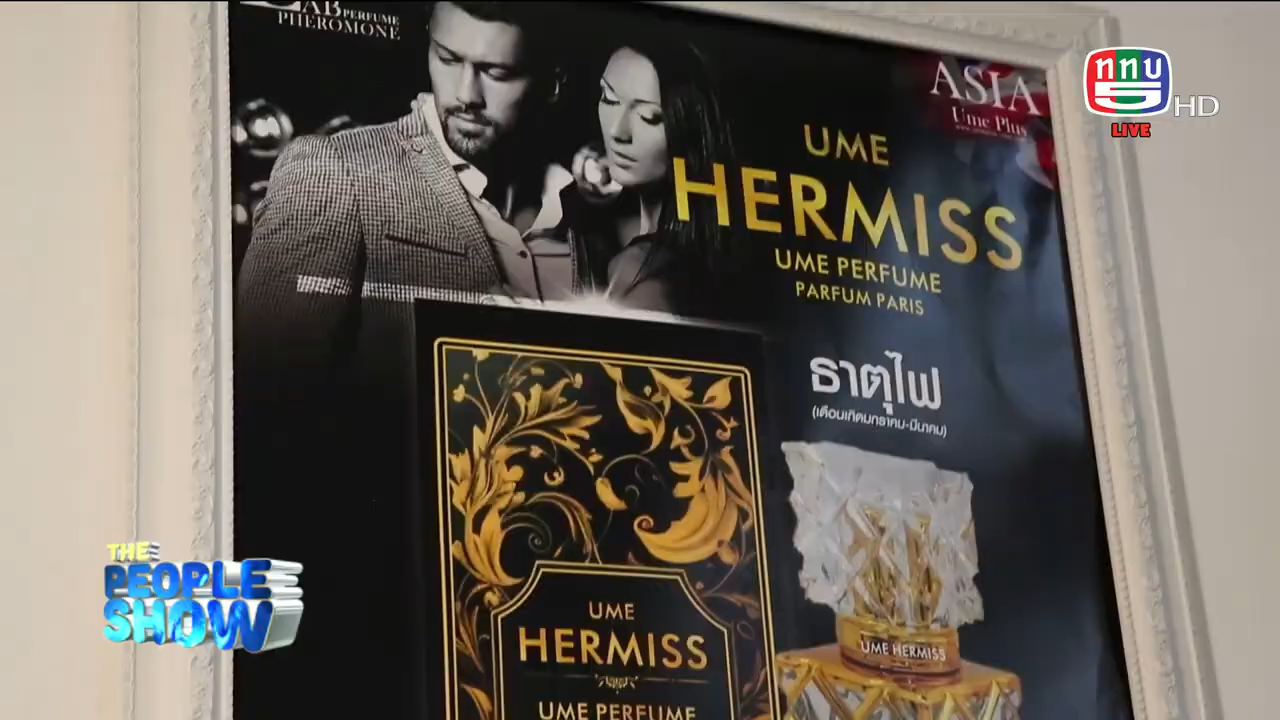 LAB PERFUME
PHEROMONE
ASIA
Ume Plus
ททบ
5
HD
LIVE
UME
HERMISS
UME PERFUME
PARFUM PARIS
ธาตุไฟ
(เดือนเกิดมกราคม-มีนาคม)
UME HERMISS
UME
HERMISS
UME PERFUME
THE
PEOPLE
SHOW